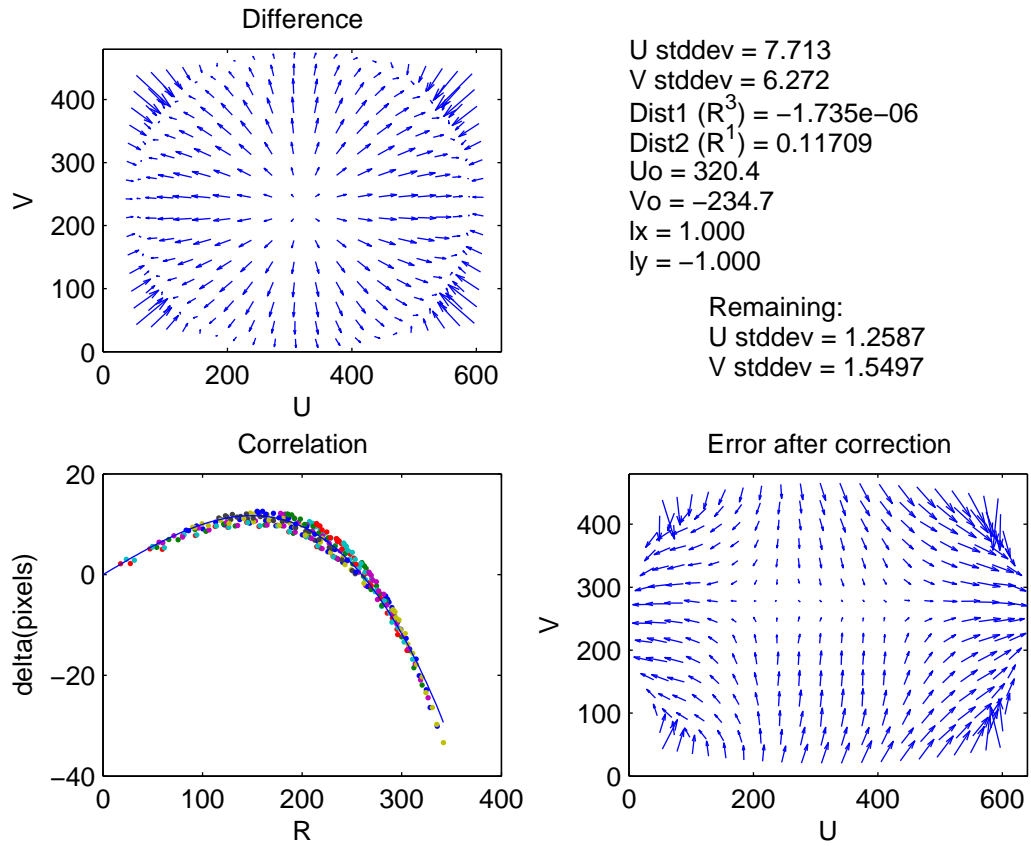 Difference
400
300
200
100
0
V
0
200
400
600
U
U stddev = 7.713
V stddev = 6.272
Dist1 (R^3) = −1.735e−06
Dist2 (R^1) = 0.11709
Uo = 320.4
Vo = −234.7
lx = 1.000
ly = −1.000
Remaining:
U stddev = 1.2587
V stddev = 1.5497
Correlation
20
0
−20
−40
delta(pixels)
0
100
200
300
400
R
Error after correction
400
300
200
100
0
V
0
200
400
600
U